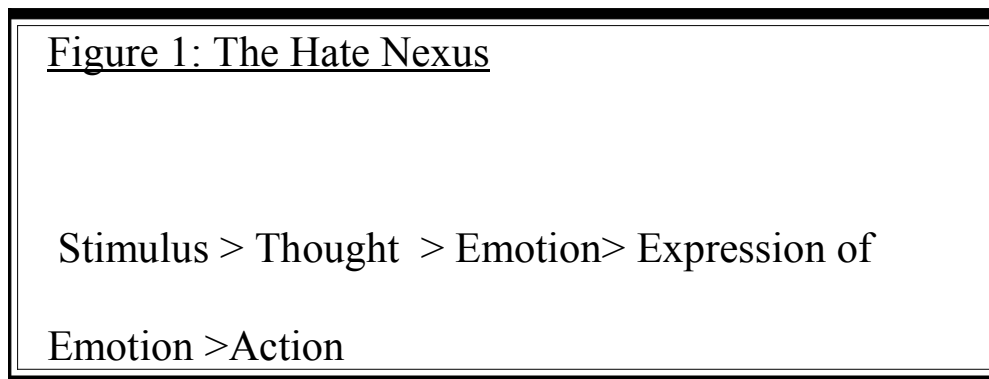 Figure 1: The Hate Nexus
Stimulus > Thought  > Emotion> Expression of
Emotion >Action